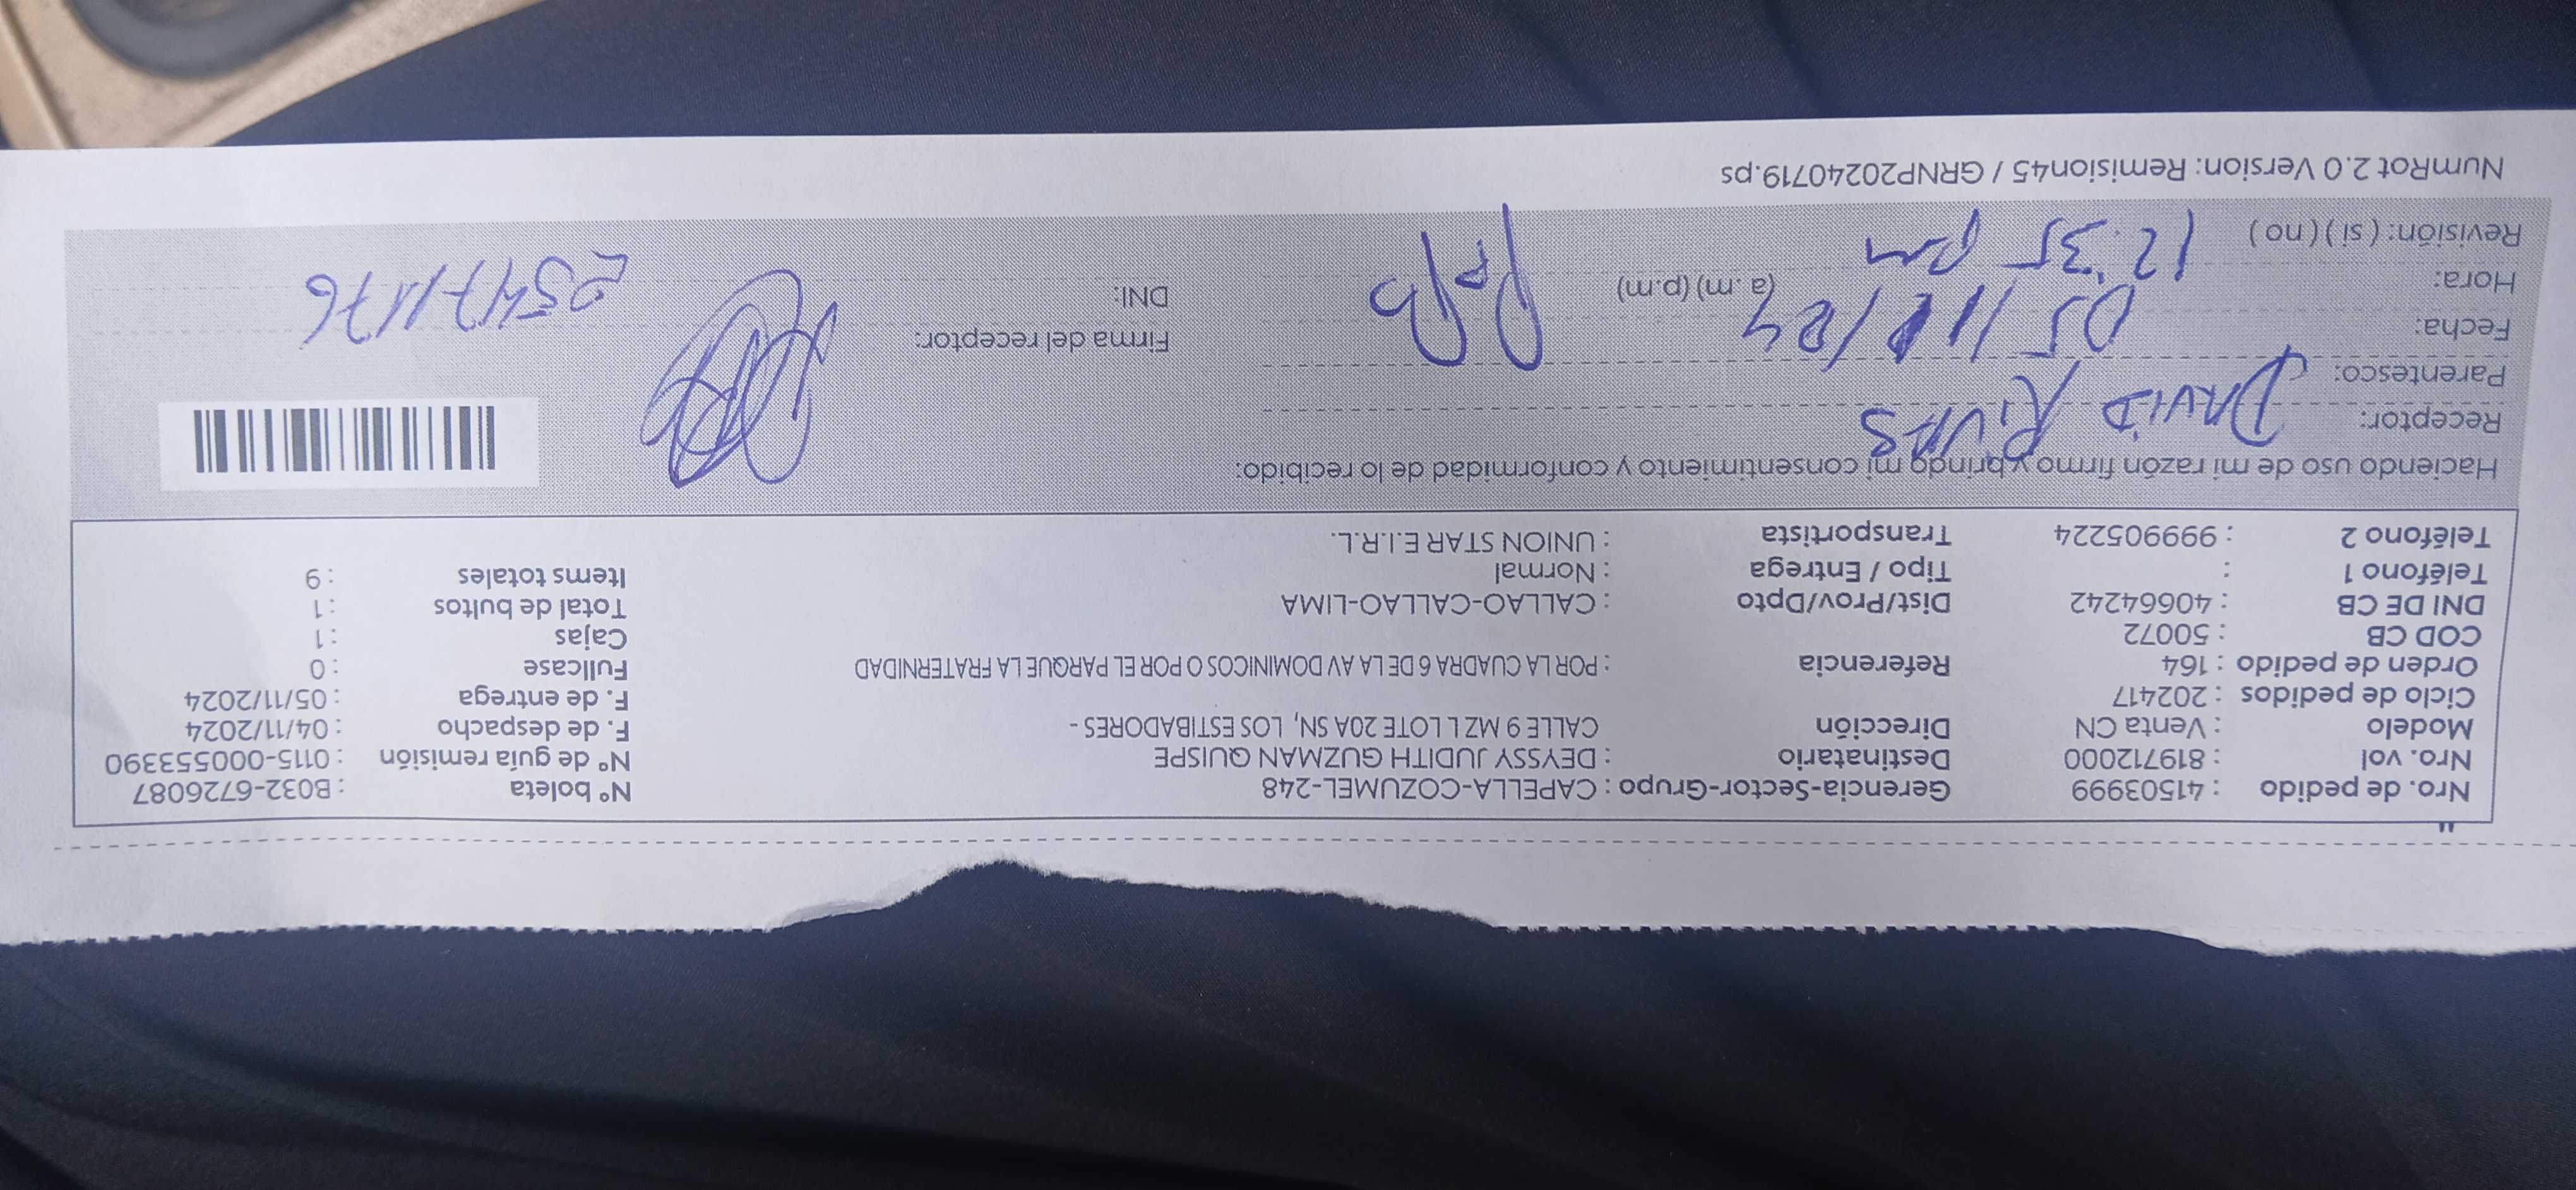 "
Nro. de pedido : 41503999 Gerencia-Sector-Grupo : CAPELLA-COZUMEL-248 Nº boleta : B032-6726087
Nro. vol : 819712000 Destinatario : DEYSSY JUDITH GUZMAN QUISPE Nº de guía remisión : 0115-000553390
Modelo : Venta CN Dirección CALLE 9 MZ L LOTE 20A SN, LOS ESTIBADORES - F. de despacho : 04/11/2024
Ciclo de pedidos : 202417 F. de entrega : 05/11/2024
Orden de pedido : 164 Referencia : POR LA CUADRA 6 DE LA AV DOMINICOS O POR EL PARQUE LA FRATERNIDAD Fullcase : 0
COD CB : 50072 Cajas : 1
DNI DE CB : 40664242 Dist/Prov/Dpto : CALLAO-CALLAO-LIMA Total de bultos : 1
Teléfono 1 : Tipo / Entrega : Normal Items totales : 9
Teléfono 2 : 999905224 Transportista : UNION STAR E.I.R.L.
Haciendo uso de mi razón firmo y brindo mi consentimiento y conformidad de lo recibido:
Receptor: DAVID RIVAS
Parentesco:
Fecha: 05/11/24 Firma del receptor:
Hora: 12:35 pm (a.m) (p.m) DNI:
Revisión: ( si ) ( no )
NumRot 2.0 Version: Remision45 / GRNP20240719.ps